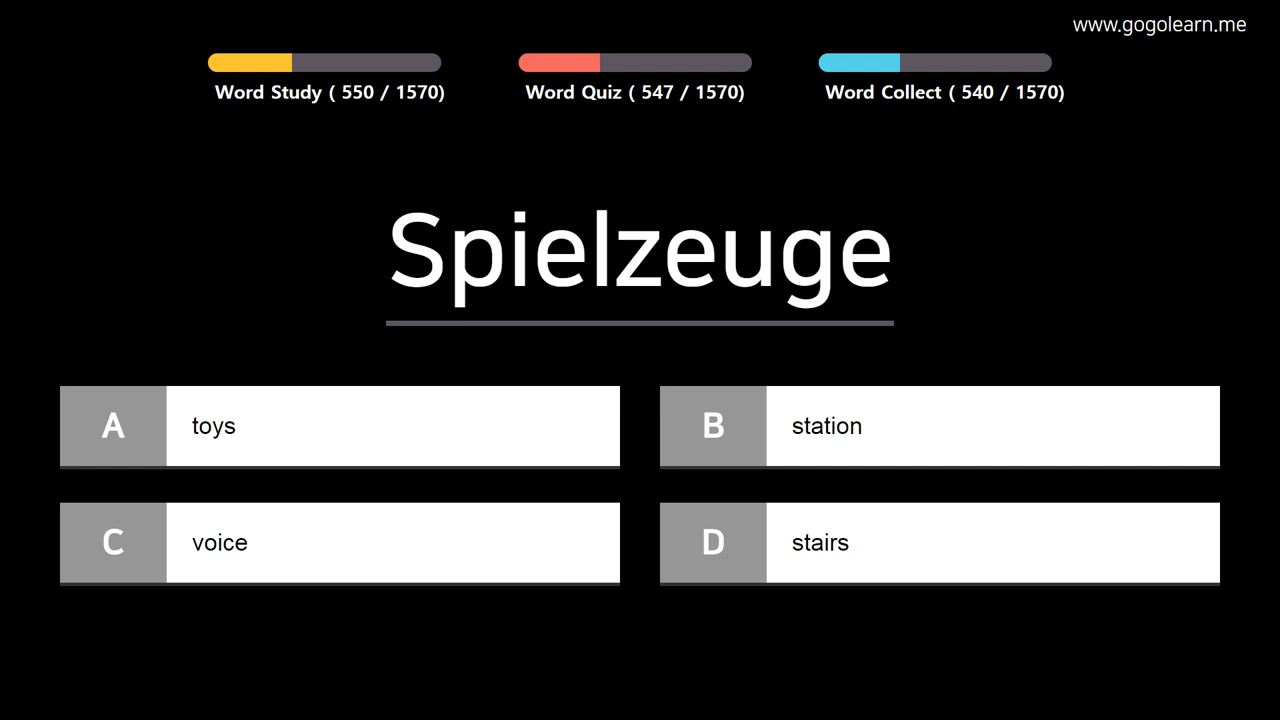 www.gogolearn.me
Word Study ( 550 / 1570)
Word Quiz ( 547 / 1570)
Word Collect ( 540 / 1570)
Spielzeuge
A toys
B station
C voice
D stairs